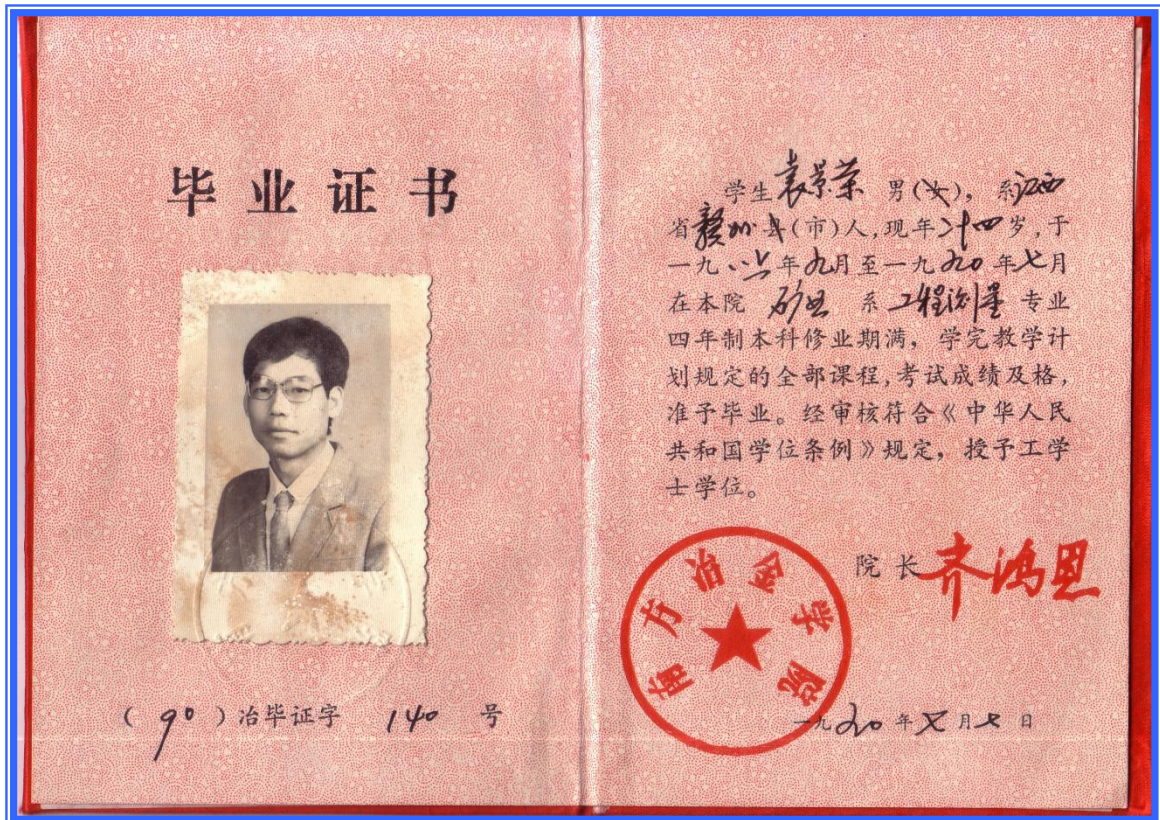 毕业证书
(90)冶毕证字 140 号
学生袁景荣 男(女),系江西
省赣州县(市)人,现年二十四岁,于
一九八六年九月至一九九0年七月
在本院 矿山 系 工程测量 专业
四年制本科修业期满,学完教学计
划规定的全部课程,考试成绩及格,
准予毕业。经审核符合《中华人民
共和国学位条例》规定,授予工学
士学位。
院长 齐鸿恩
南方冶金学院
一九九0年七月七日